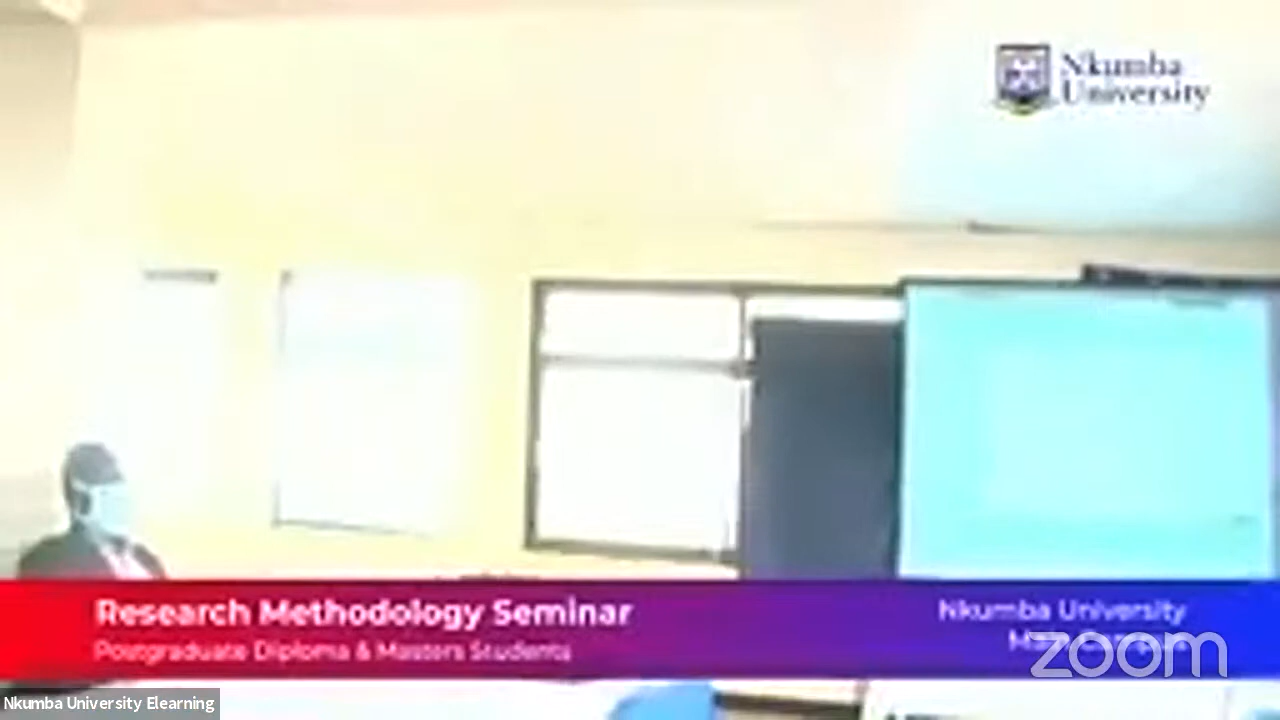 Nkumba
University
Research Methodology Seminar
Postgraduate Diploma & Masters Students
Nkumba University
zoom
Nkumba University Elearning